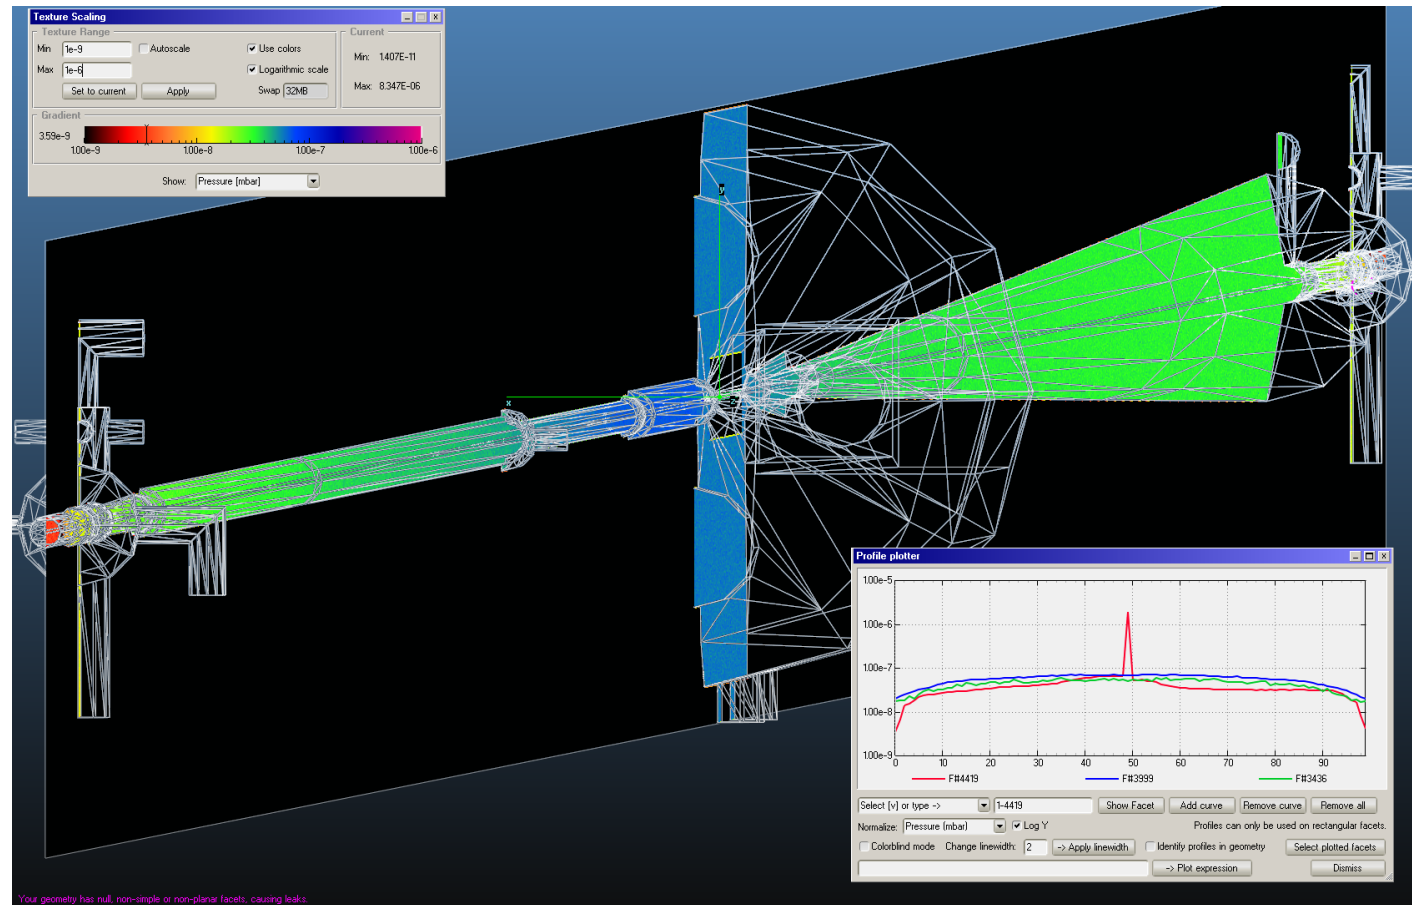 Texture Scaling
Texture Range
Min 1e-9 Autoscale Use colors
Max 1e-6 Logarithmic scale
Set to current Apply Swap 32MB
Current
Min: 1.407E-11
Max: 8.347E-06
Gradient
3.59e-9
1.00e-9 1.00e-8 1.00e-7 1.00e-6
Show: Pressure [mbar]
y
x
z
Profile plotter
1.00e-5
1.00e-6
1.00e-7
1.00e-8
1.00e-9
0 10 20 30 40 50 60 70 80 90
F#4419 F#3999 F#3436
Select [v] or type -> 1-4419 Show Facet Add curve Remove curve Remove all
Normalize: Pressure (mbar) Log Y Profiles can only be used on rectangular facets.
Colorblind mode Change linewidth: 2 -> Apply linewidth Identify profiles in geometry Select plotted facets
-> Plot expression Dismiss
Your geometry has null, non-simple or non-planar facets, causing leaks.